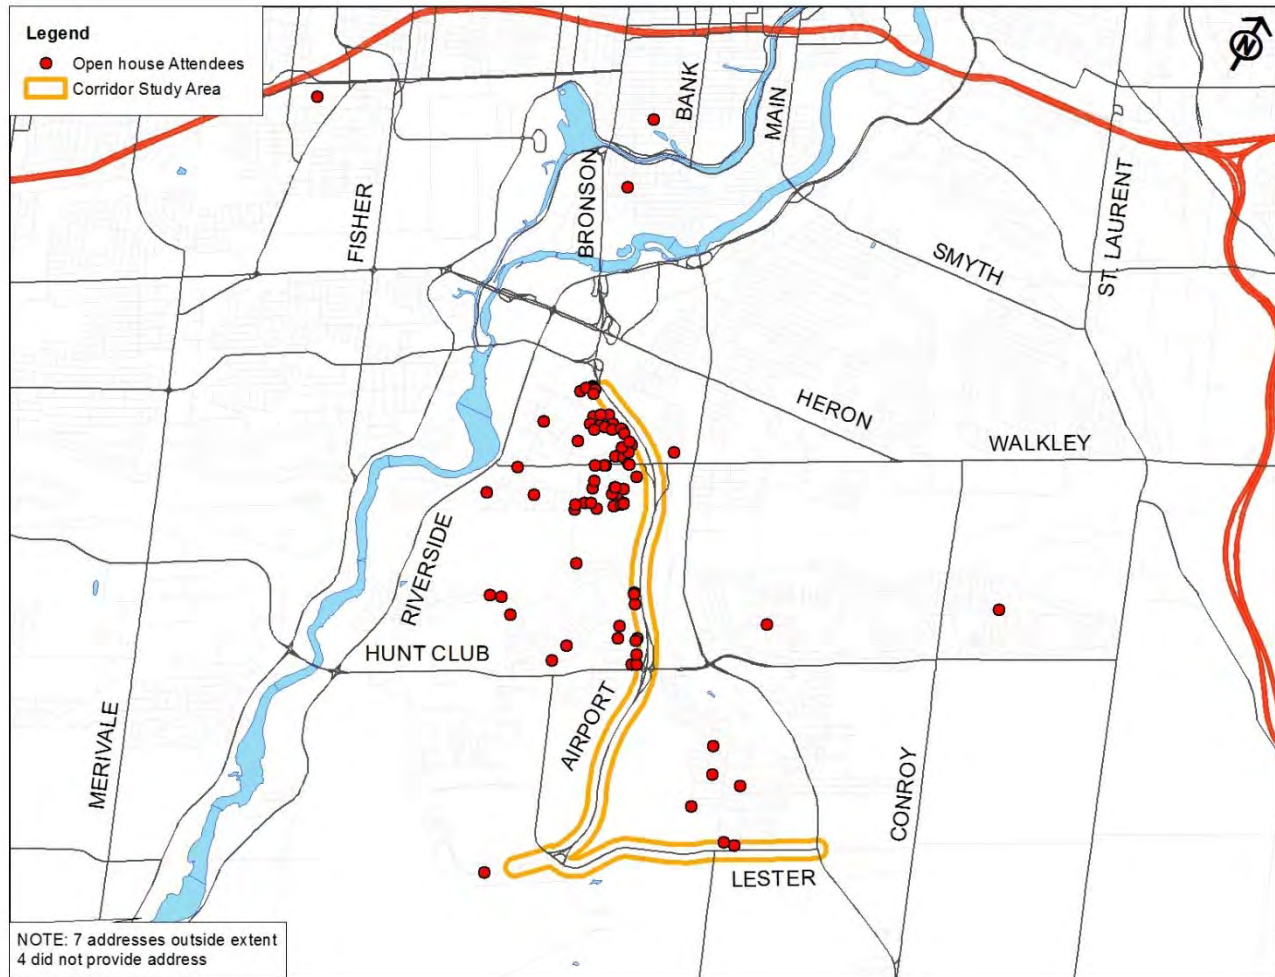 Legend
Open house Attendees
Corridor Study Area
N
BANK
MAIN
BRONSON
FISHER
ST. LAURENT
SMYTH
HERON
WALKLEY
RIVERSIDE
HUNT CLUB
AIRPORT
MERIVALE
CONROY
LESTER
NOTE: 7 addresses outside extent
4 did not provide address